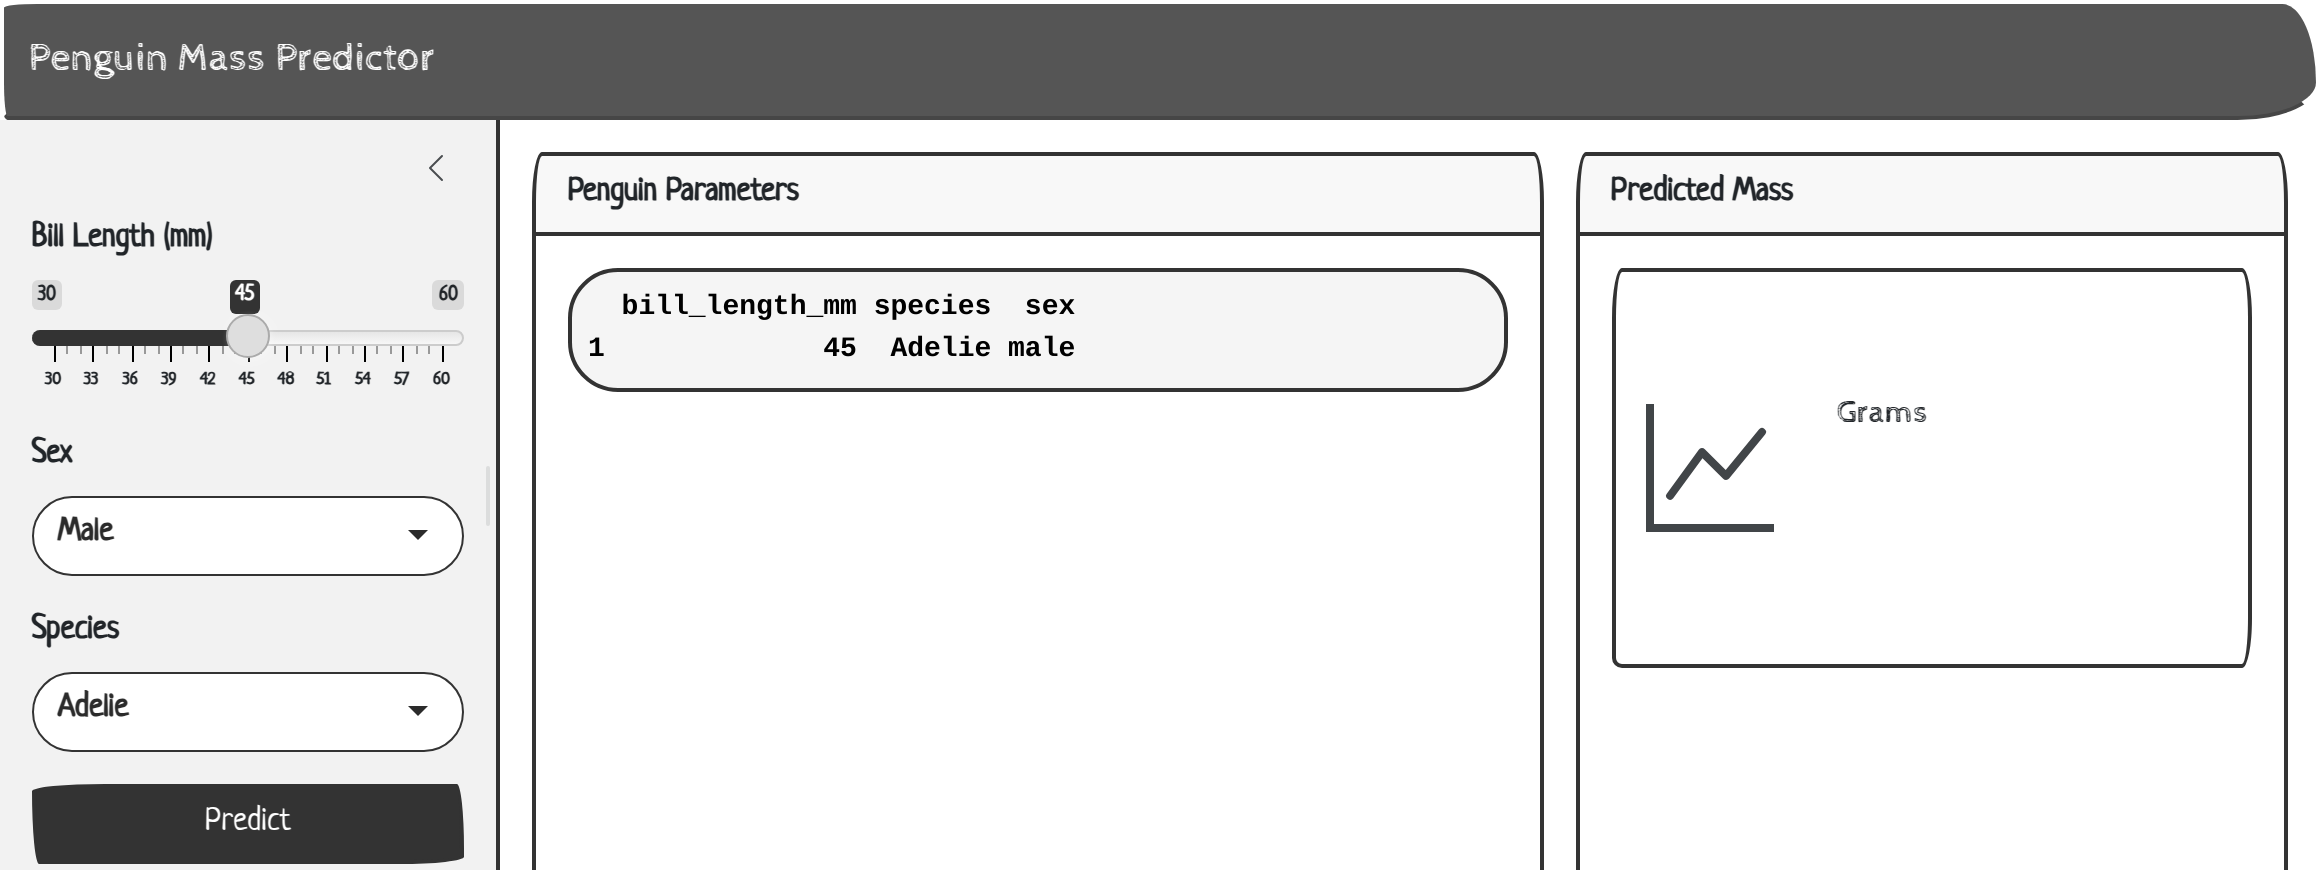 Penguin Mass Predictor
Bill Length (mm)
30 45 60
30 33 36 39 42 45 48 51 54 57 60
Sex
Male
Species
Adelie
Predict
Penguin Parameters
bill_length_mm species sex
1 45 Adelie male
Predicted Mass
Grams